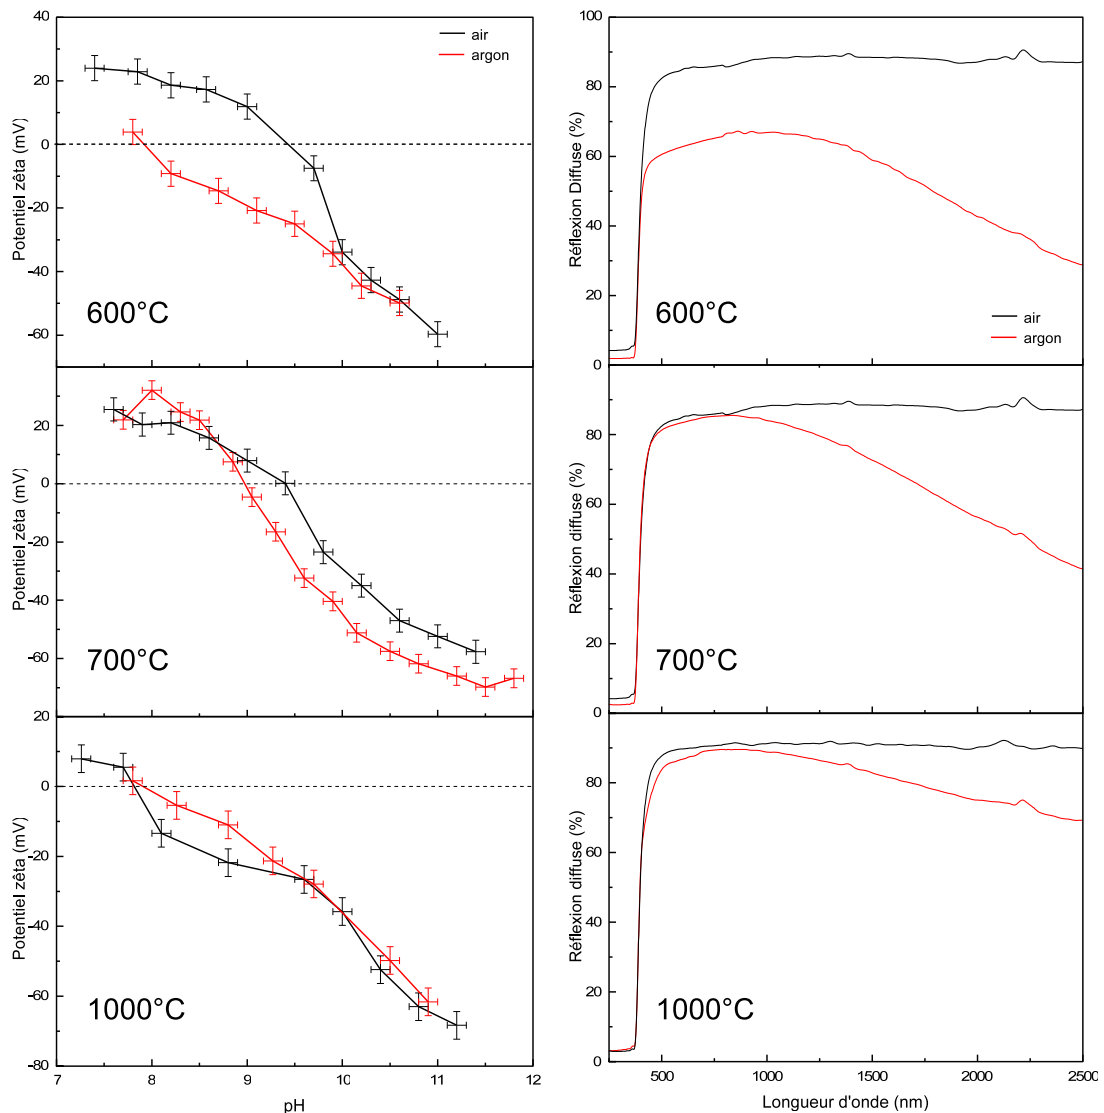 40
20
0
-20
-40
-60
Potentiel zêta (mV)
air
argon
600°C
20
0
-20
-40
-60
Potentiel zêta (mV)
700°C
20
0
-20
-40
-60
-80
Potentiel zêta (mV)
1000°C
7 8 9 10 11 12
pH
100
80
60
40
20
0
Réflexion Diffuse (%)
air
argon
600°C
80
60
40
20
0
Réflexion diffuse (%)
700°C
80
60
40
20
0
Réflexion diffuse (%)
1000°C
500 1000 1500 2000 2500
Longueur d'onde (nm)